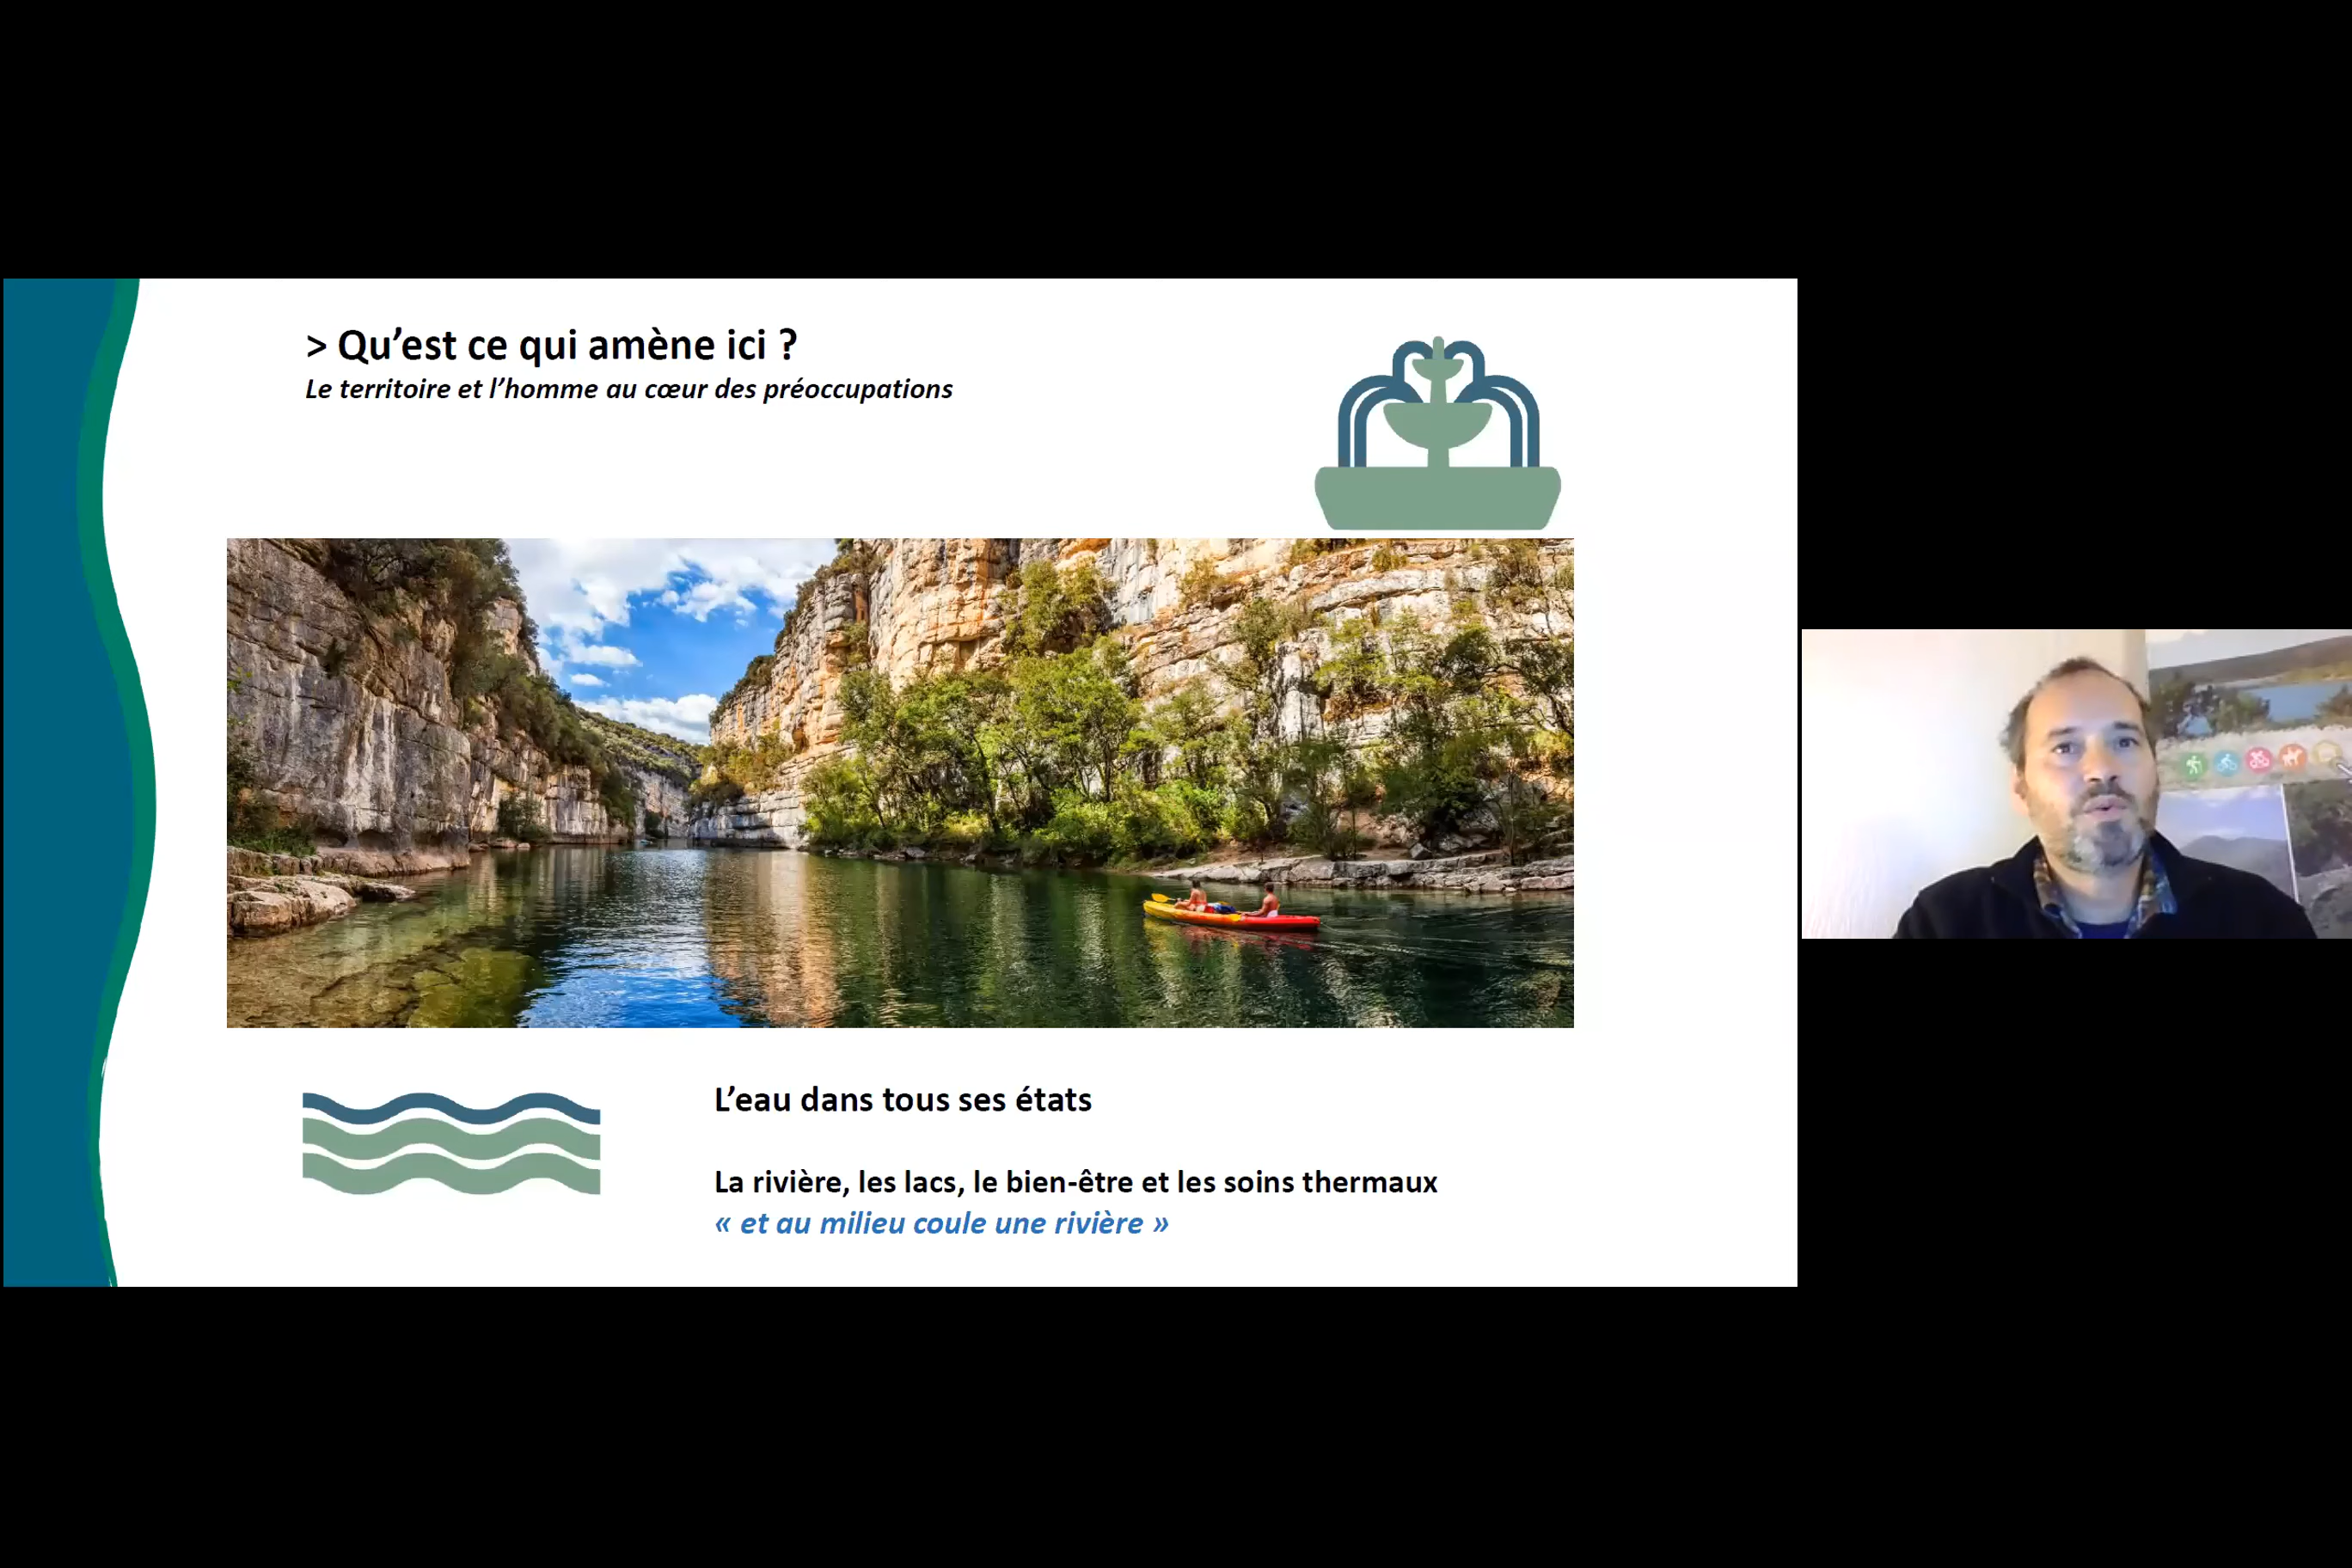 > Qu’est ce qui amène ici ?
Le territoire et l’homme au cœur des préoccupations
L’eau dans tous ses états
La rivière, les lacs, le bien-être et les soins thermaux
« et au milieu coule une rivière »